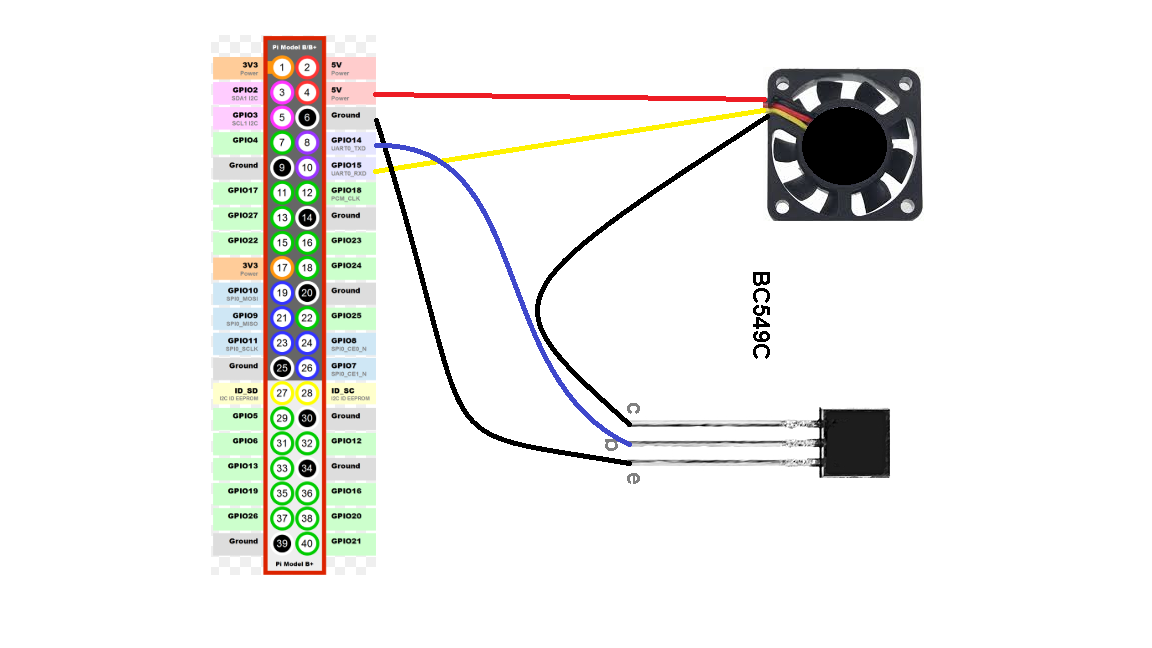 Pi Model B/B+
3V3 Power 1 2 5V Power
GPIO2 SDA1 I2C 3 4 5V Power
GPIO3 SCL1 I2C 5 6 Ground
GPIO4 7 8 GPIO14 UART0_TXD
Ground 9 10 GPIO15 UART0_RXD
GPIO17 11 12 GPIO18 PCM_CLK
GPIO27 13 14 Ground
GPIO22 15 16 GPIO23
3V3 Power 17 18 GPIO24
GPIO10 SPI0_MOSI 19 20 Ground
GPIO9 SPI0_MISO 21 22 GPIO25
GPIO11 SPI0_SCLK 23 24 GPIO8 SPI0_CE0_N
Ground 25 26 GPIO7 SPI0_CE1_N
ID_SD I2C ID EEPROM 27 28 ID_SC I2C ID EEPROM
GPIO5 29 30 Ground
GPIO6 31 32 GPIO12
GPIO13 33 34 Ground
GPIO19 35 36 GPIO16
GPIO26 37 38 GPIO20
Ground 39 40 GPIO21
Pi Model B+
BC549C
c
b
e